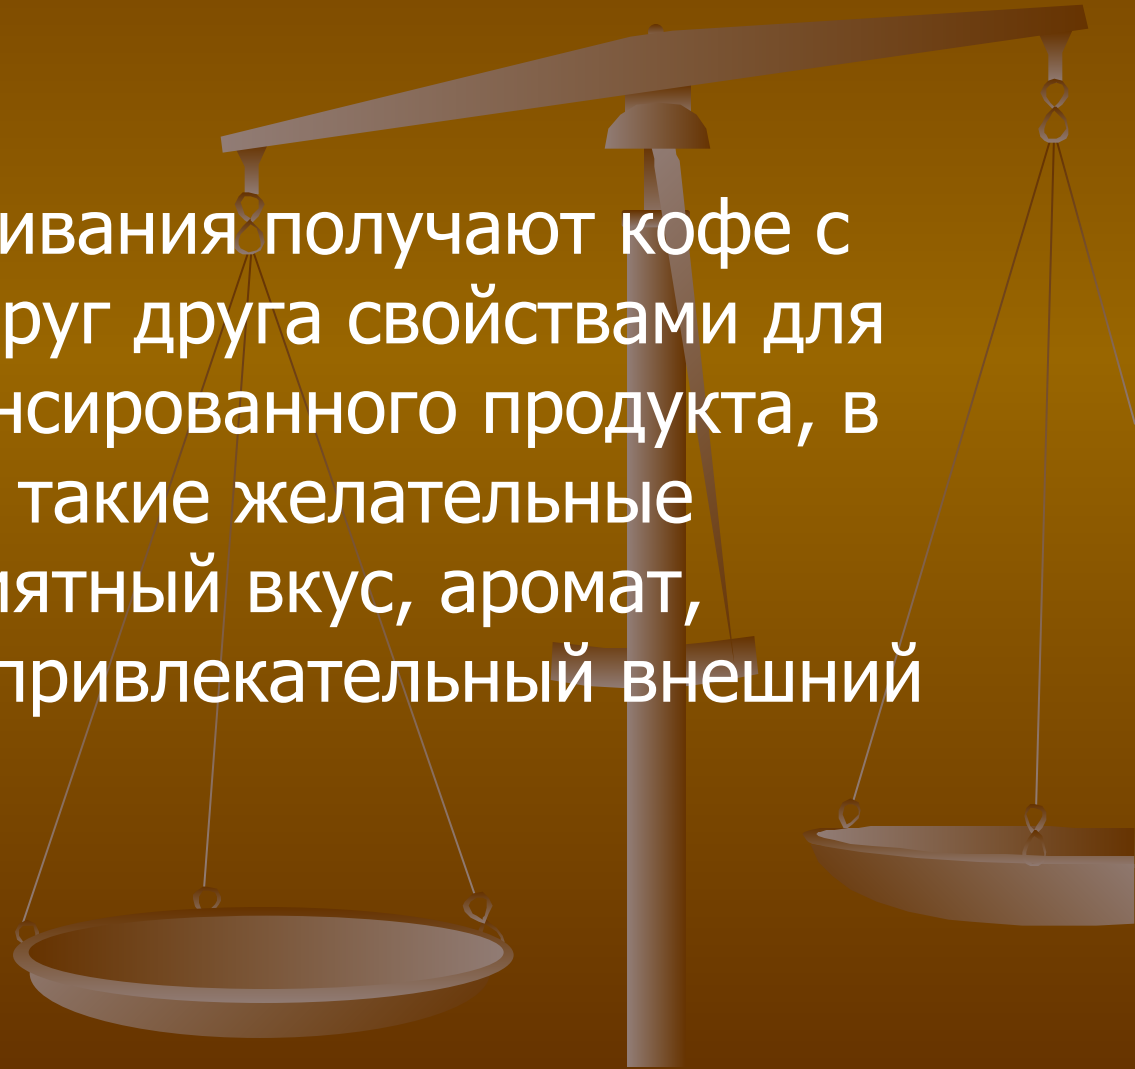 ивания получают кофе с
руг друга свойствами для
нсированного продукта, в
такие желательные
иятный вкус, аромат,
привлекательный внешний